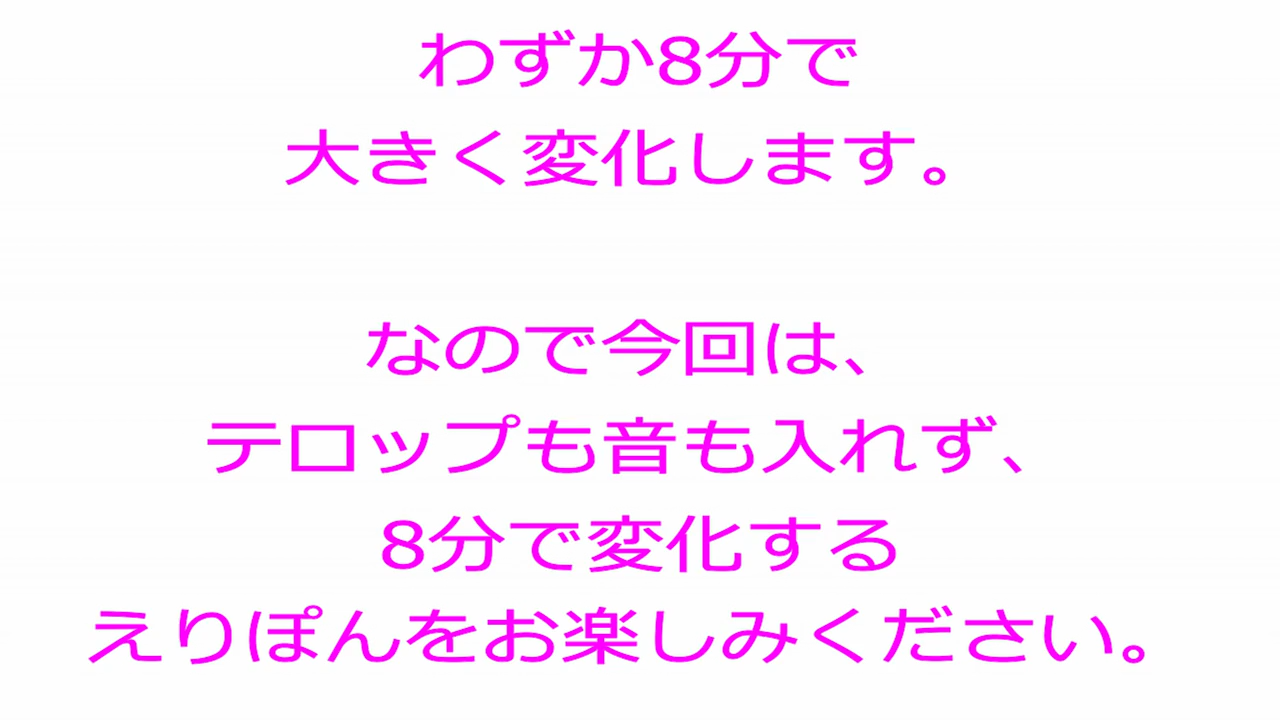 わずか8分で
大きく変化します。
なので今回は、
テロップも音も入れず、
8分で変化する
えりぽんをお楽しみください。